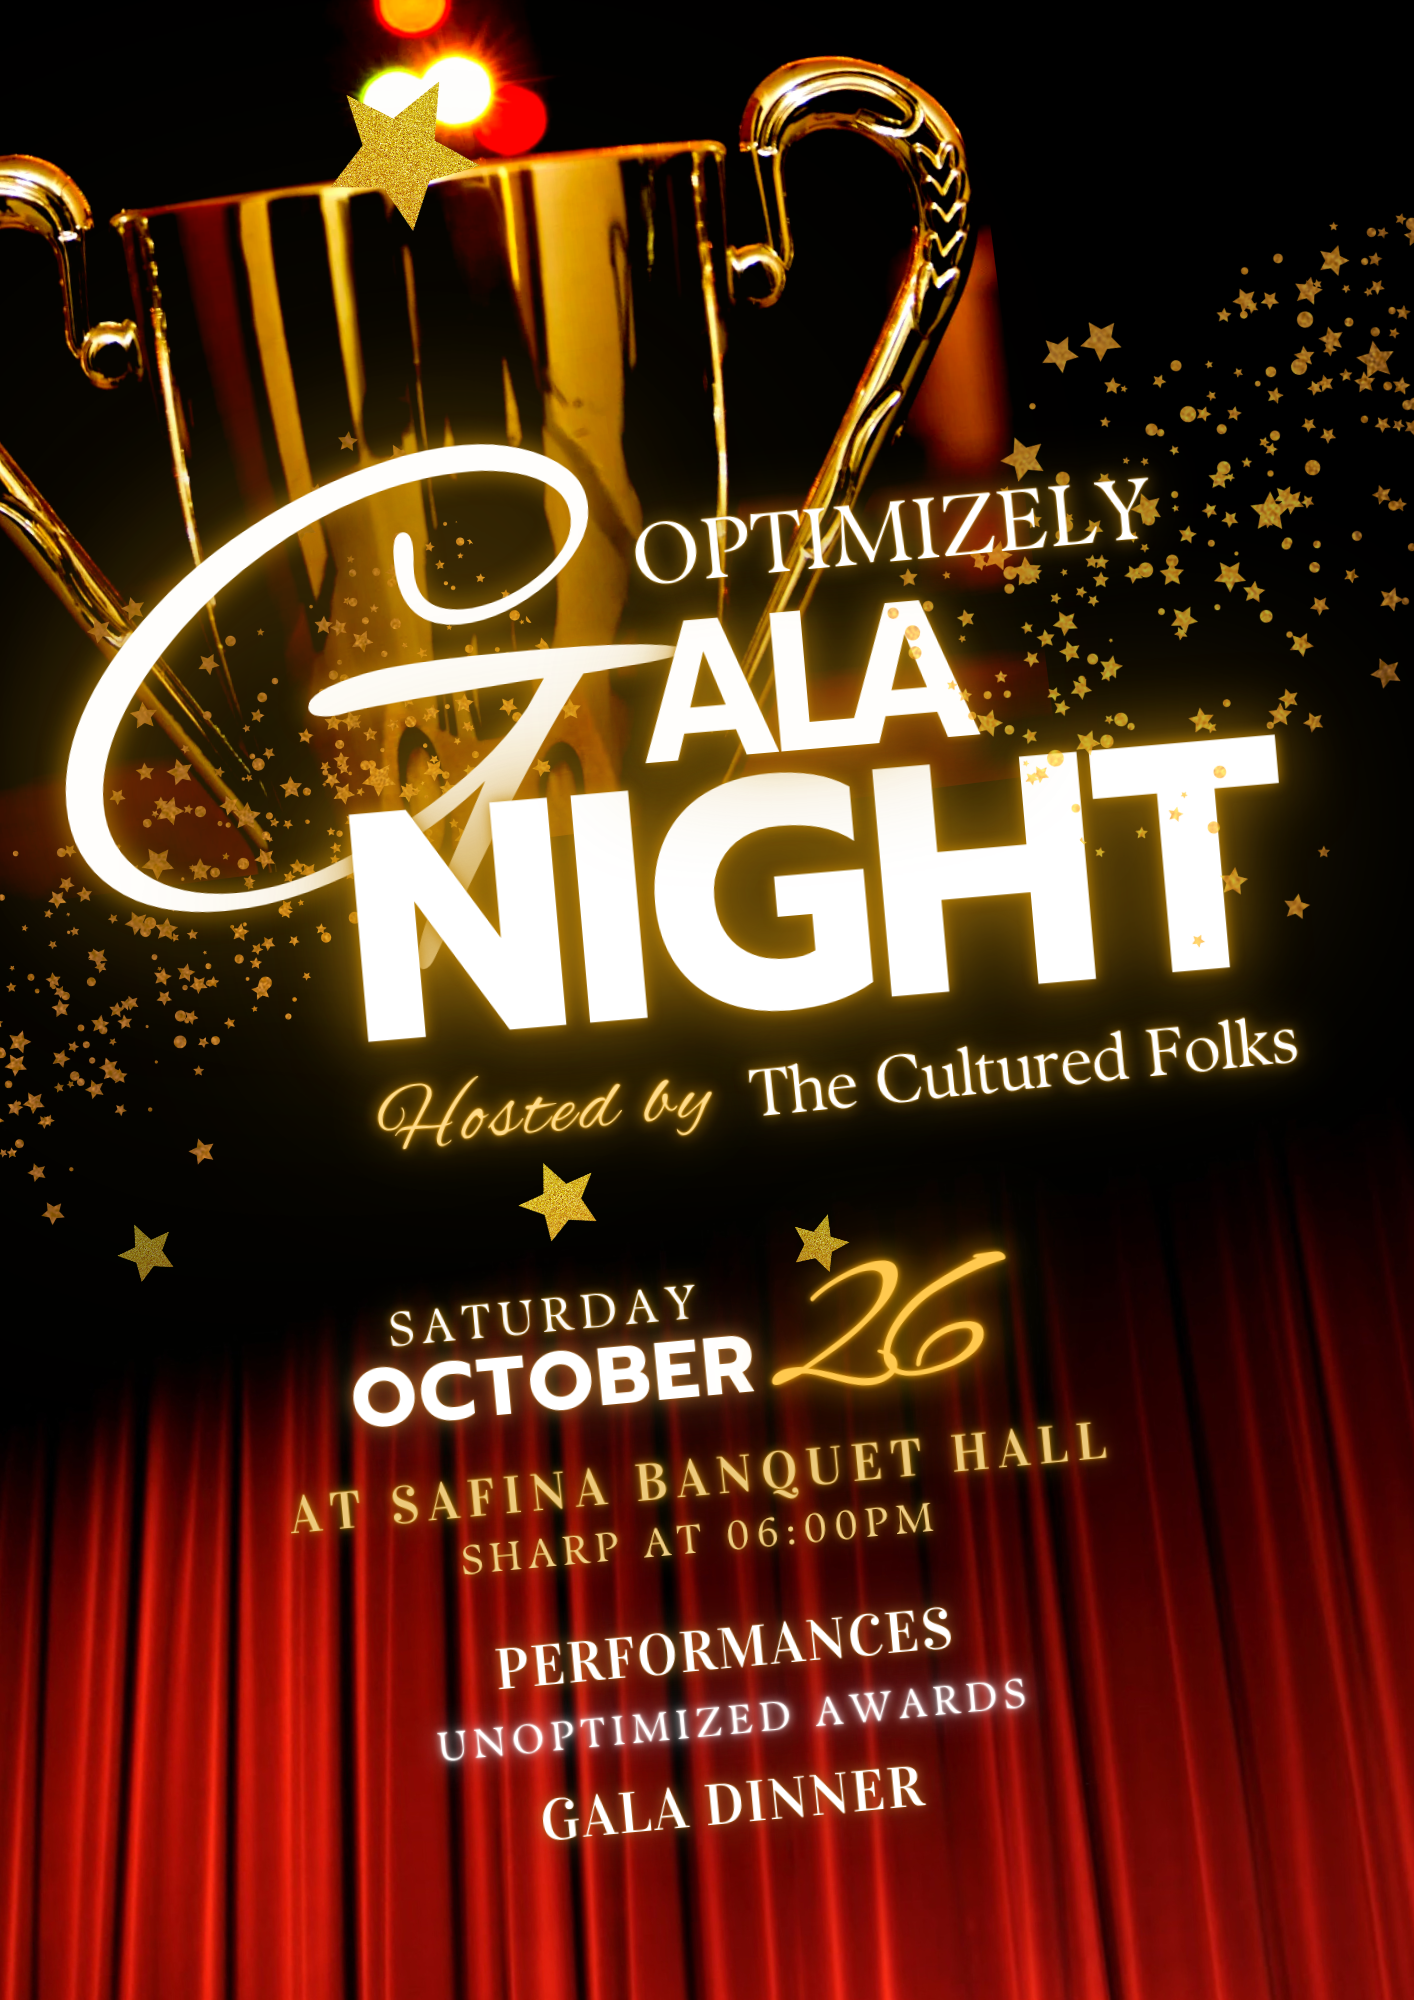 OPTIMIZELY
GALA
NIGHT
Hosted by The Cultured Folks
SATURDAY
OCTOBER 26
AT SAFINA BANQUET HALL
SHARP AT 06:00PM
PERFORMANCES
UNOPTIMIZED AWARDS
GALA DINNER